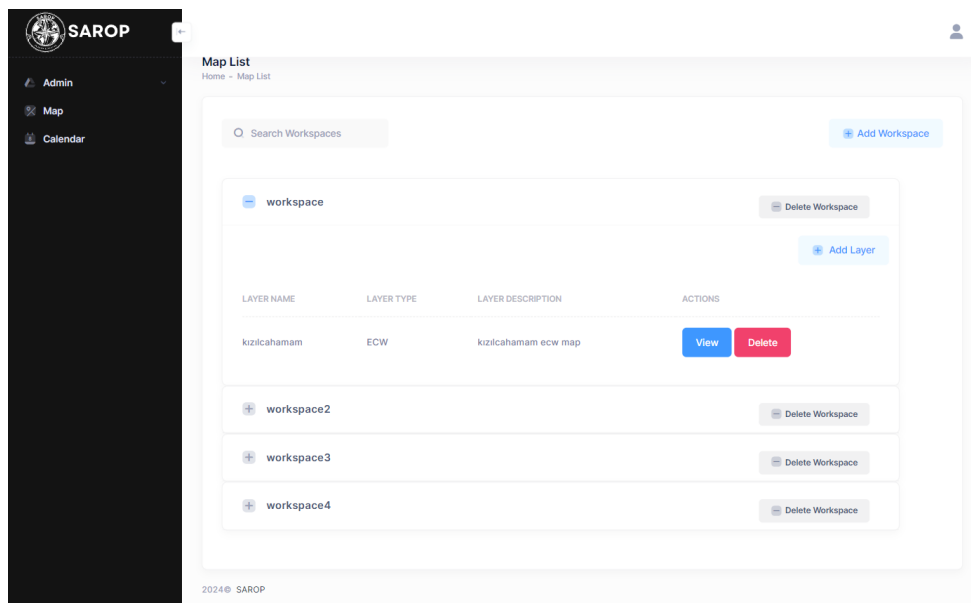 SAROP
SAROP
Admin
Map
Calendar
Map List
Home - Map List
Search Workspaces
Add Workspace
workspace
Delete Workspace
Add Layer
LAYER NAME LAYER TYPE LAYER DESCRIPTION ACTIONS
kızılcahamam ECW kızılcahamam ecw map View Delete
workspace2
Delete Workspace
workspace3
Delete Workspace
workspace4
Delete Workspace
2024© SAROP